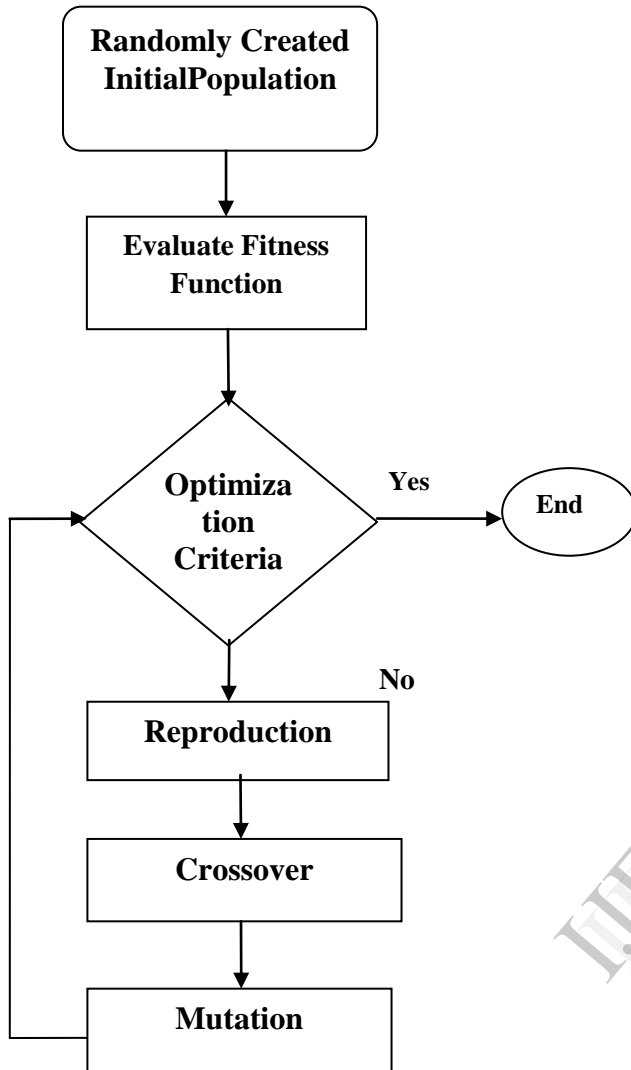 Randomly Created
InitialPopulation
Evaluate Fitness
Function
Optimiza
tion
Criteria
Yes
End
No
Reproduction
Crossover
Mutation